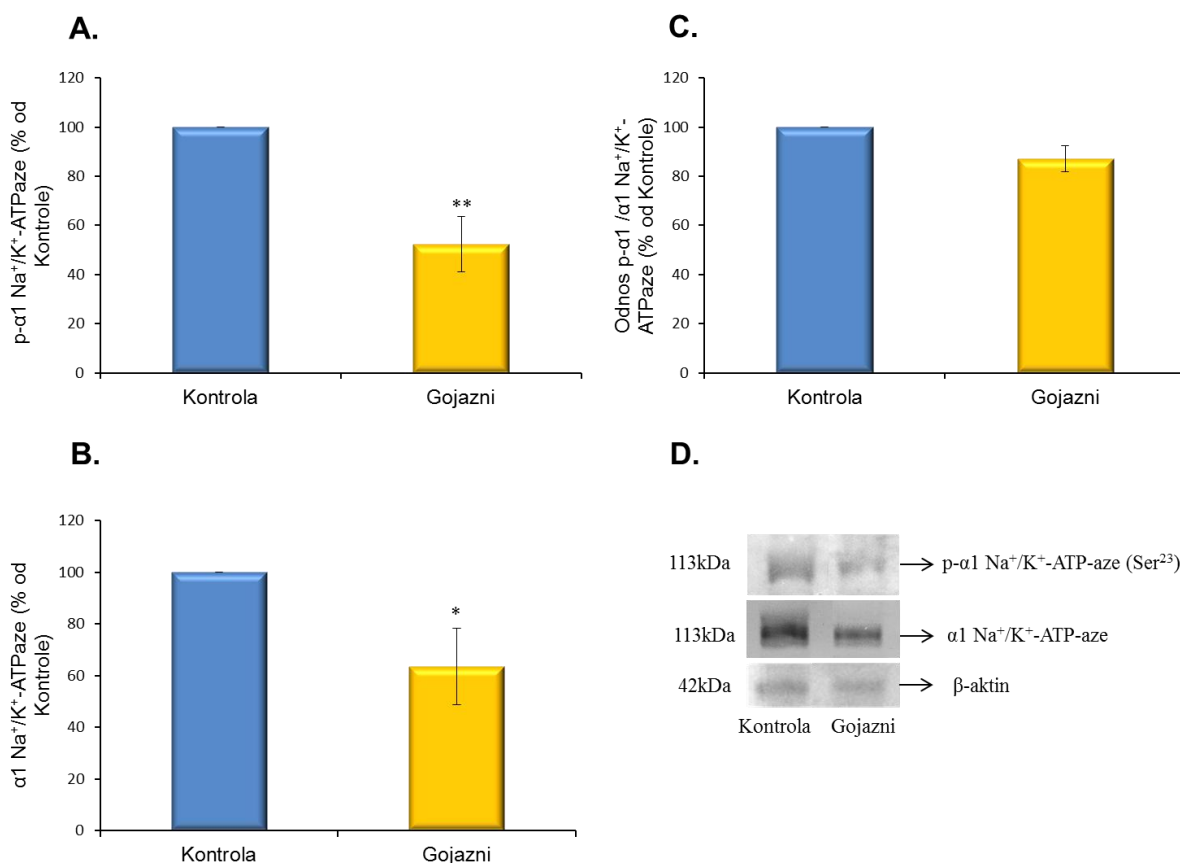 A.
p-α1 Na⁺/K⁺-ATPaze (% od
Kontrole)
120
100
80
60
40
20
0
**
Kontrola
Gojazni
B.
α1 Na⁺/K⁺-ATPaze (% od
Kontrole)
120
100
80
60
40
20
0
*
Kontrola
Gojazni
C.
Odnos p-α1 /α1 Na⁺/K⁺-
ATPaze (% od Kontrole)
120
100
80
60
40
20
0
Kontrola
Gojazni
D.
113kDa
p-α1 Na⁺/K⁺-ATP-aze (Ser²³)
113kDa
α1 Na⁺/K⁺-ATP-aze
42kDa
β-aktin
Kontrola
Gojazni